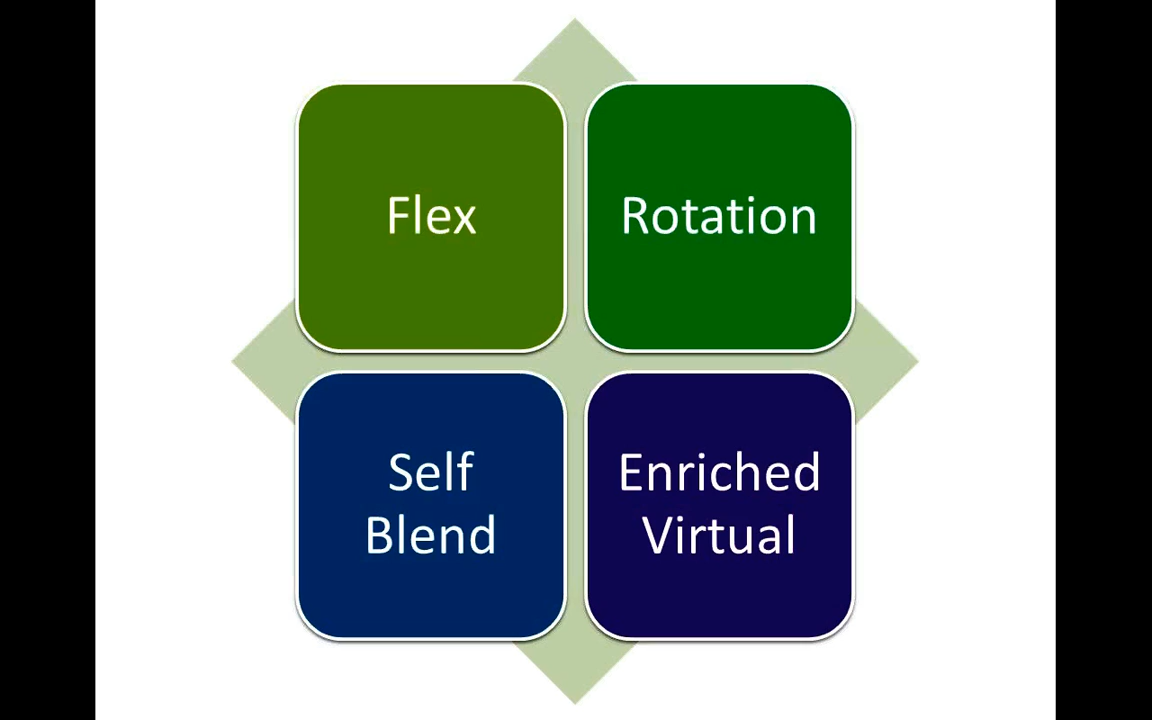 Flex
Rotation
Self
Blend
Enriched
Virtual